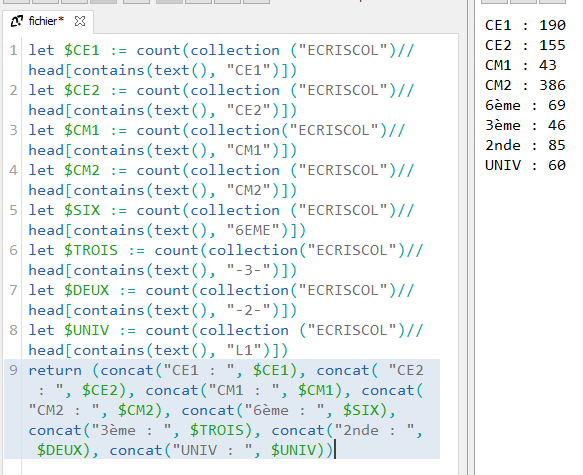 fichier*
1 let $CE1 := count(collection ("ECRISCOL")//
head[contains(text(), "CE1")])
2 let $CE2 := count(collection ("ECRISCOL")//
head[contains(text(), "CE2")])
3 let $CM1 := count(collection("ECRISCOL")//
head[contains(text(), "CM1")])
4 let $CM2 := count(collection ("ECRISCOL")//
head[contains(text(), "CM2")])
5 let $SIX := count(collection ("ECRISCOL")//
head[contains(text(), "6EME")])
6 let $TROIS := count(collection("ECRISCOL")//
head[contains(text(), "-3-")])
7 let $DEUX := count(collection("ECRISCOL")//
head[contains(text(), "-2-")])
8 let $UNIV := count(collection("ECRISCOL")//
head[contains(text(), "L1")])
9 return (concat("CE1 : ", $CE1), concat( "CE2
: ", $CE2), concat("CM1 : ", $CM1), concat(
"CM2 : ", $CM2), concat("6ème : ", $SIX),
concat("3ème : ", $TROIS), concat("2nde : ",
$DEUX), concat("UNIV : ", $UNIV))
CE1 : 190
CE2 : 155
CM1 : 43
CM2 : 386
6ème : 69
3ème : 46
2nde : 85
UNIV : 60